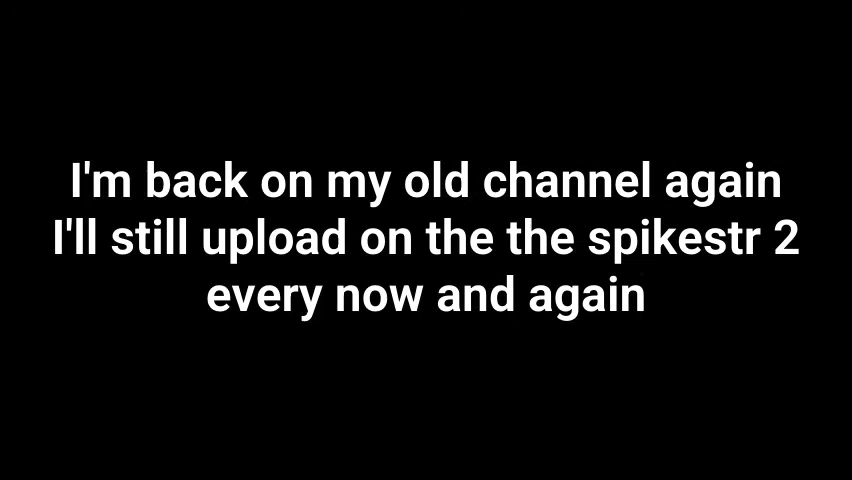 I'm back on my old channel again
I'll still upload on the the spikestr 2
every now and again